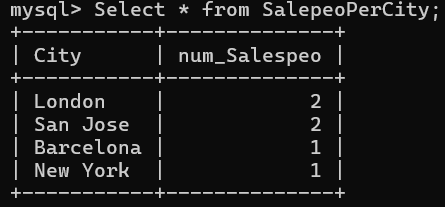 mysql> Select * from SalepeoPerCity;
+-----------+--------------+
| City      | num_Salespeo |
+-----------+--------------+
| London    |            2 |
| San Jose  |            2 |
| Barcelona |            1 |
| New York  |            1 |
+-----------+--------------+